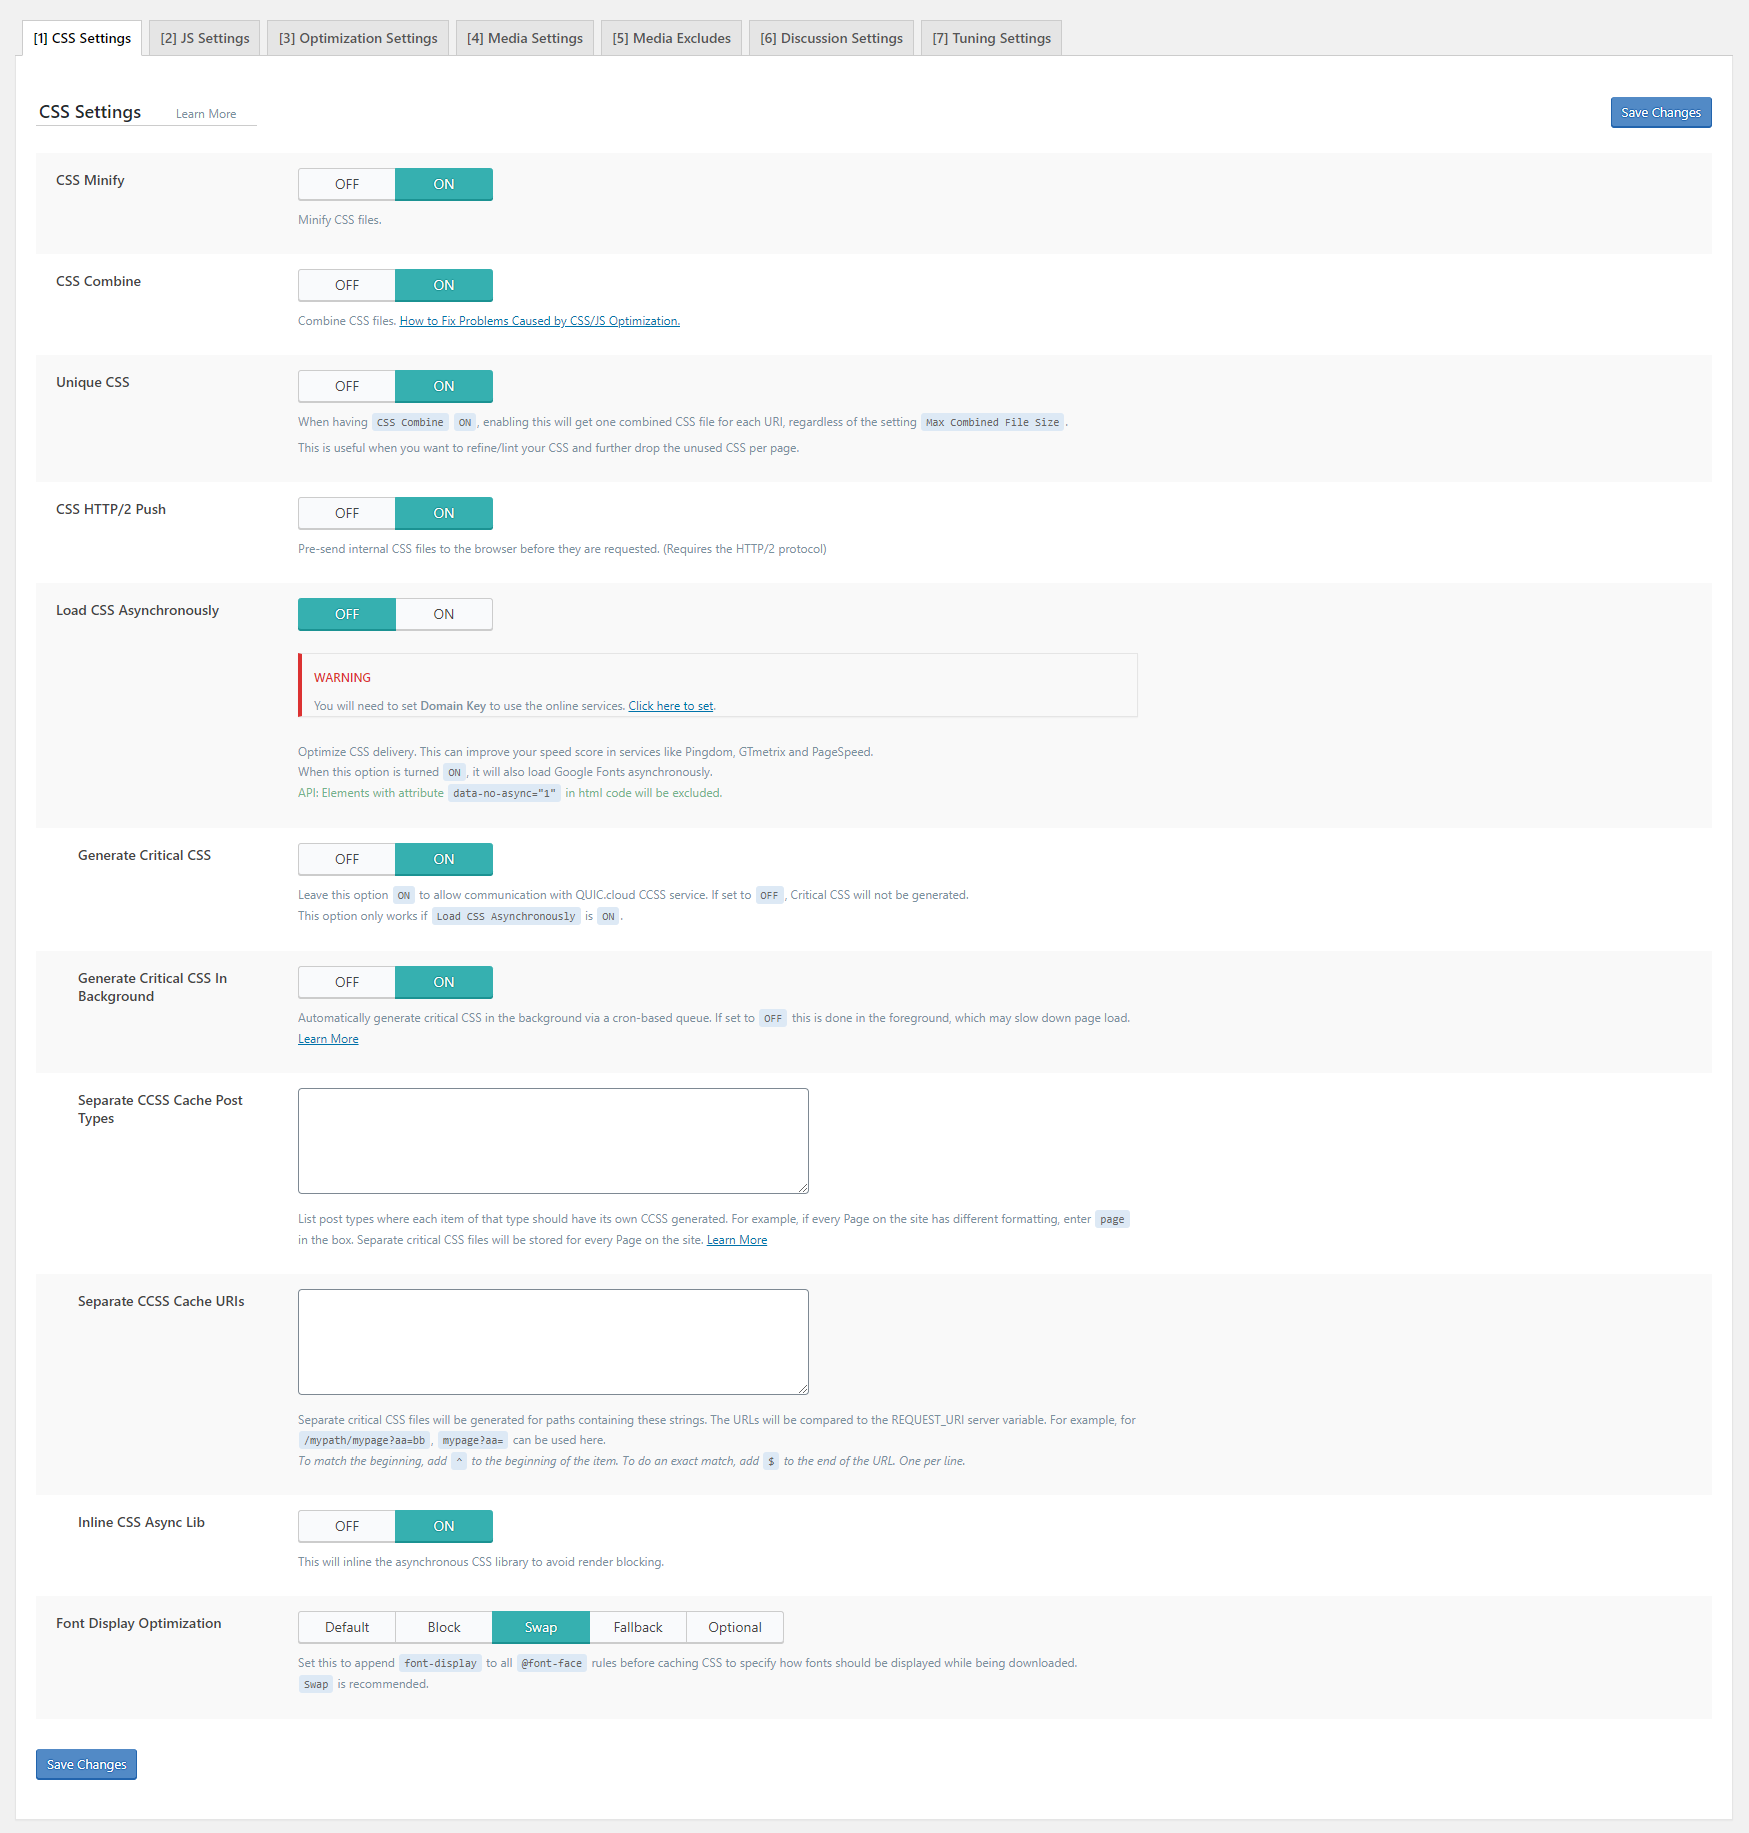 [1] CSS Settings [2] JS Settings [3] Optimization Settings [4] Media Settings [5] Media Excludes [6] Discussion Settings [7] Tuning Settings
CSS Settings Learn More Save Changes
CSS Minify OFF ON
Minify CSS files.
CSS Combine OFF ON
Combine CSS files. How to Fix Problems Caused by CSS/JS Optimization.
Unique CSS OFF ON
When having CSS Combine ON , enabling this will get one combined CSS file for each URI, regardless of the setting Max Combined File Size .
This is useful when you want to refine/lint your CSS and further drop the unused CSS per page.
CSS HTTP/2 Push OFF ON
Pre-send internal CSS files to the browser before they are requested. (Requires the HTTP/2 protocol)
Load CSS Asynchronously OFF ON
WARNING
You will need to set Domain Key to use the online services. Click here to set.
Optimize CSS delivery. This can improve your speed score in services like Pingdom, GTmetrix and PageSpeed.
When this option is turned ON , it will also load Google Fonts asynchronously.
API: Elements with attribute data-no-async="1" in html code will be excluded.
Generate Critical CSS OFF ON
Leave this option ON to allow communication with QUIC.cloud CCSS service. If set to OFF , Critical CSS will not be generated.
This option only works if Load CSS Asynchronously is ON .
Generate Critical CSS In
Background
OFF ON
Automatically generate critical CSS in the background via a cron-based queue. If set to OFF this is done in the foreground, which may slow down page load.
Learn More
Separate CCSS Cache Post
Types
List post types where each item of that type should have its own CCSS generated. For example, if every Page on the site has different formatting, enter page
in the box. Separate critical CSS files will be stored for every Page on the site. Learn More
Separate CCSS Cache URIs
Separate critical CSS files will be generated for paths containing these strings. The URLs will be compared to the REQUEST_URI server variable. For example, for
/mypath/mypage?aa=bb , mypage?aa= can be used here.
To match the beginning, add ^ to the beginning of the item. To do an exact match, add $ to the end of the URL. One per line.
Inline CSS Async Lib OFF ON
This will inline the asynchronous CSS library to avoid render blocking.
Font Display Optimization Default Block Swap Fallback Optional
Set this to append font-display to all @font-face rules before caching CSS to specify how fonts should be displayed while being downloaded.
Swap is recommended.
Save Changes